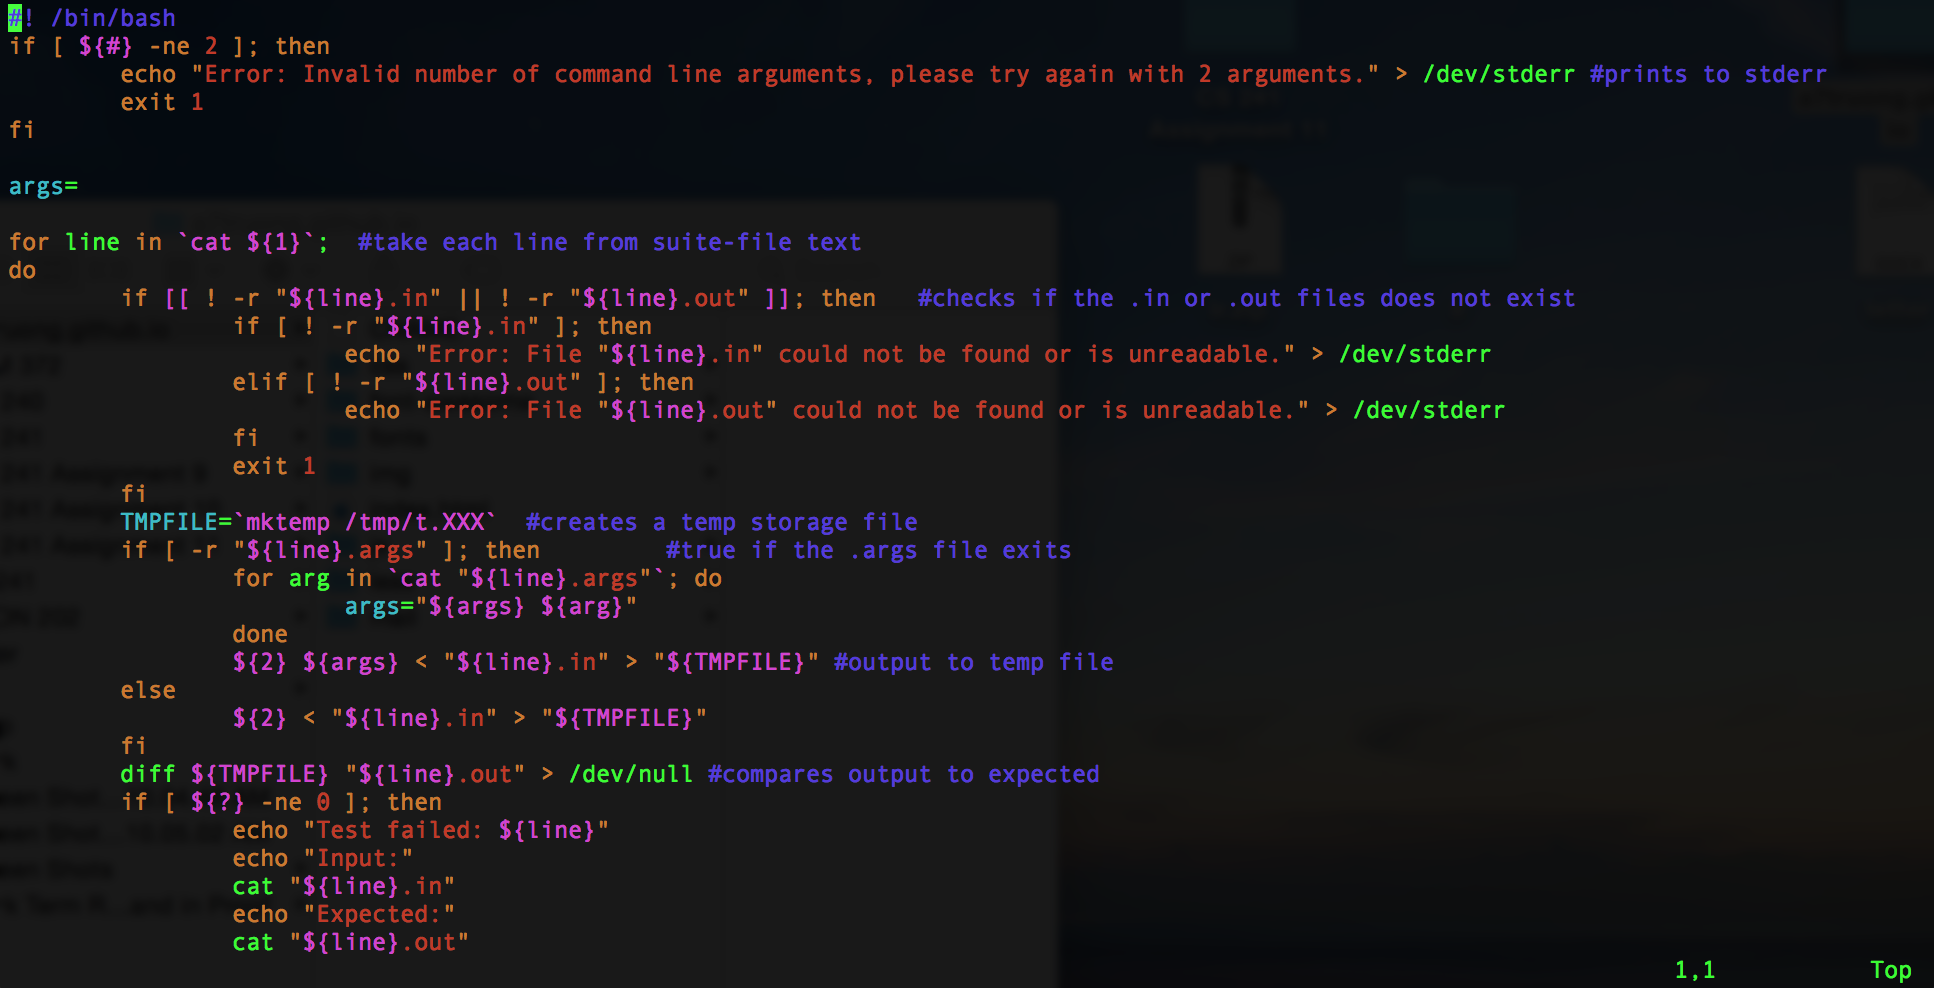 #! /bin/bash
if [ ${#} -ne 2 ]; then
        echo "Error: Invalid number of command line arguments, please try again with 2 arguments." > /dev/stderr #prints to stderr
        exit 1
fi

args=

for line in `cat ${1}`;  #take each line from suite-file text
do
        if [[ ! -r "${line}.in" || ! -r "${line}.out" ]]; then   #checks if the .in or .out files does not exist
                if [ ! -r "${line}.in" ]; then
                        echo "Error: File "${line}.in" could not be found or is unreadable." > /dev/stderr
                elif [ ! -r "${line}.out" ]; then
                        echo "Error: File "${line}.out" could not be found or is unreadable." > /dev/stderr
                fi
                exit 1
        fi
        TMPFILE=`mktemp /tmp/t.XXX`  #creates a temp storage file
        if [ -r "${line}.args" ]; then         #true if the .args file exits
                for arg in `cat "${line}.args"`; do
                        args="${args} ${arg}"
                done
                ${2} ${args} < "${line}.in" > "${TMPFILE}" #output to temp file
        else
                ${2} < "${line}.in" > "${TMPFILE}"
        fi
        diff ${TMPFILE} "${line}.out" > /dev/null #compares output to expected
        if [ ${?} -ne 0 ]; then
                echo "Test failed: ${line}"
                echo "Input:"
                cat "${line}.in"
                echo "Expected:"
                cat "${line}.out"
1,1 Top